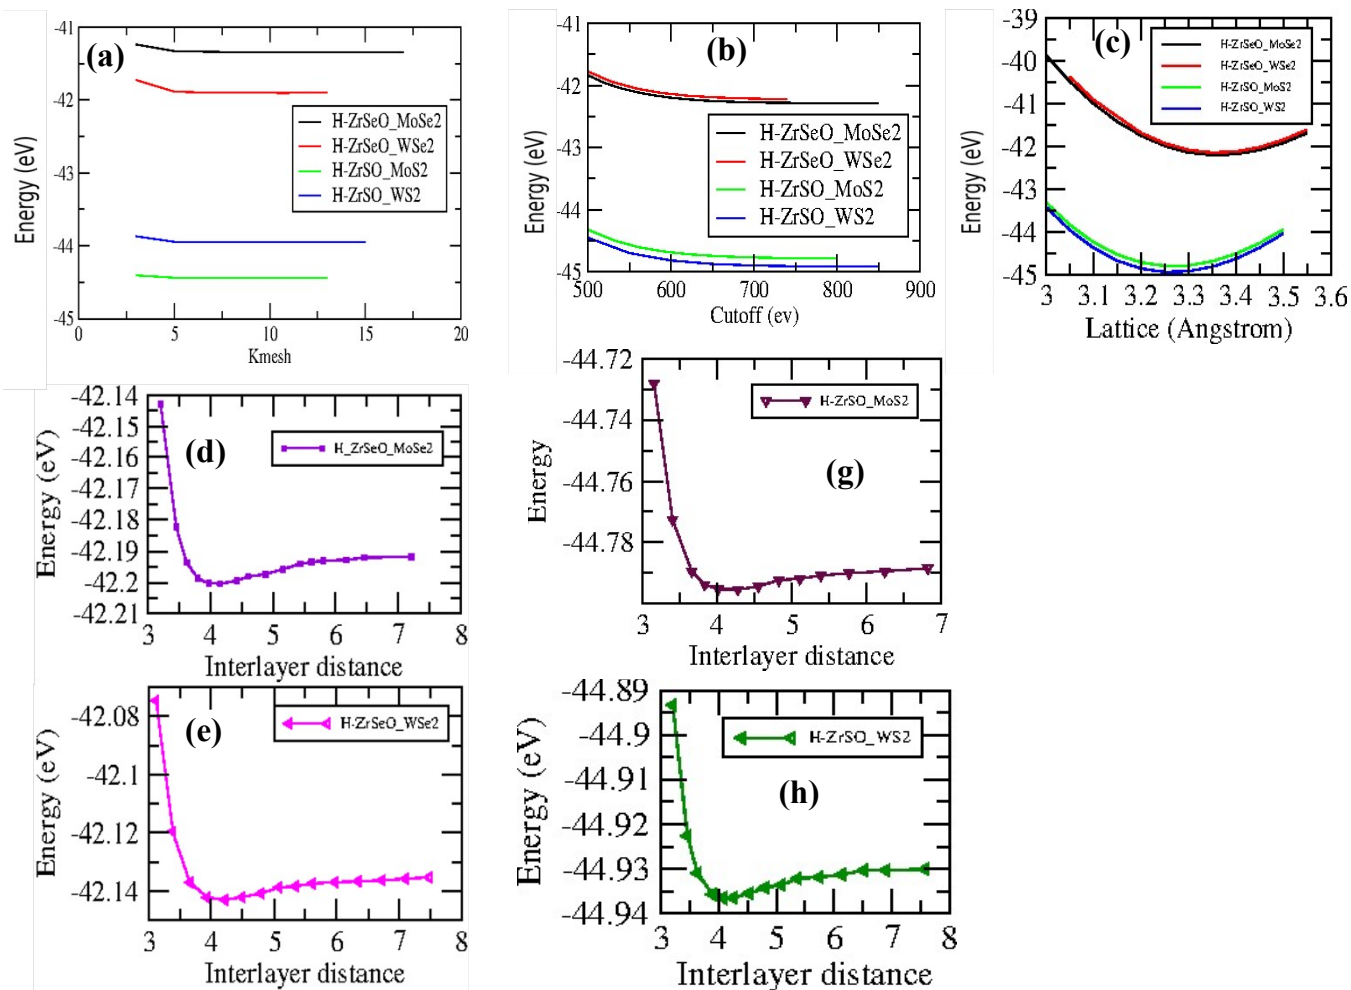 (a)
-41
-42
-43
-44
-45
Energy (eV)
H-ZrSeO_MoSe2
H-ZrSeO_WSe2
H-ZrSO_MoS2
H-ZrSO_WS2
0 5 10 15 20
Kmesh
(b)
-41
-42
-43
-44
-45
Energy (eV)
H-ZrSeO_MoSe2
H-ZrSeO_WSe2
H-ZrSO_MoS2
H-ZrSO_WS2
500 600 700 800 900
Cutoff (ev)
(c)
-39
-40
-41
-42
-43
-44
-45
Energy (eV)
H-ZrSeO_MoSe2
H-ZrSeO_WSe2
H-ZrSO_MoS2
H-ZrSO_WS2
3 3.1 3.2 3.3 3.4 3.5 3.6
Lattice (Angstrom)
(d)
-42.14
-42.15
-42.16
-42.17
-42.18
-42.19
-42.2
-42.21
Energy (eV)
H_ZrSeO_MoSe2
3 4 5 6 7 8
Interlayer distance
(g)
-44.72
-44.74
-44.76
-44.78
Energy
H-ZrSO_MoS2
3 4 5 6 7
Interlayer distance
(e)
-42.08
-42.1
-42.12
-42.14
Energy (eV)
H-ZrSeO_WSe2
3 4 5 6 7 8
Interlayer distance
(h)
-44.89
-44.9
-44.91
-44.92
-44.93
-44.94
Energy (eV)
H-ZrSO_WS2
3 4 5 6 7 8
Interlayer distance